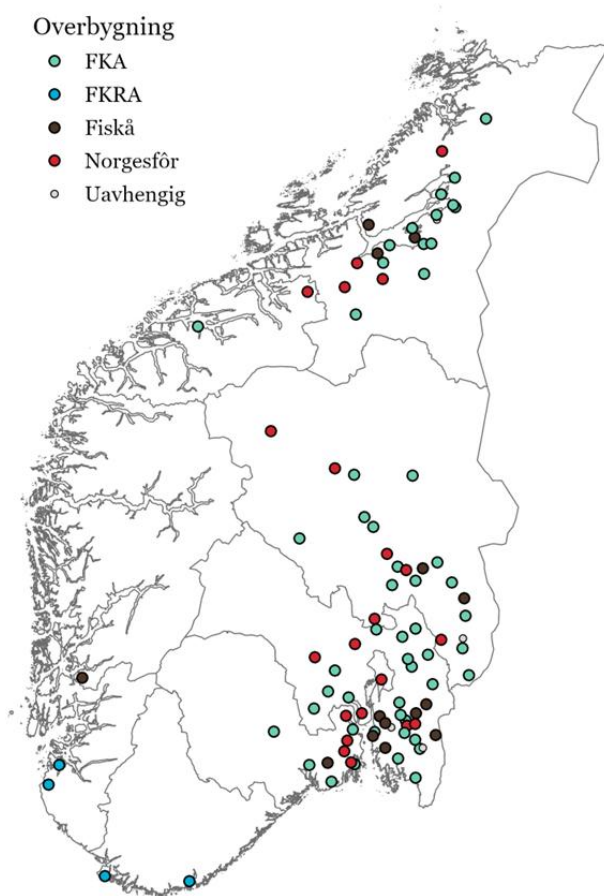 Overbygning
FKA
FKRA
Fiskå
Norgesfôr
Uavhengig